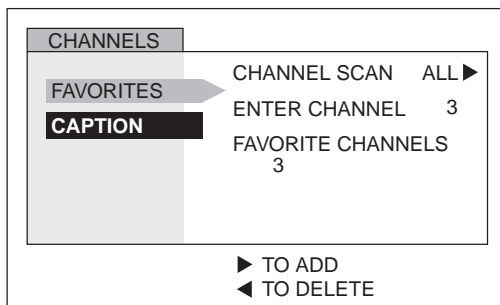 CHANNELS
FAVORITES
CAPTION
CHANNEL SCAN ALL ▶
ENTER CHANNEL 3
FAVORITE CHANNELS
3
▶ TO ADD
◀ TO DELETE